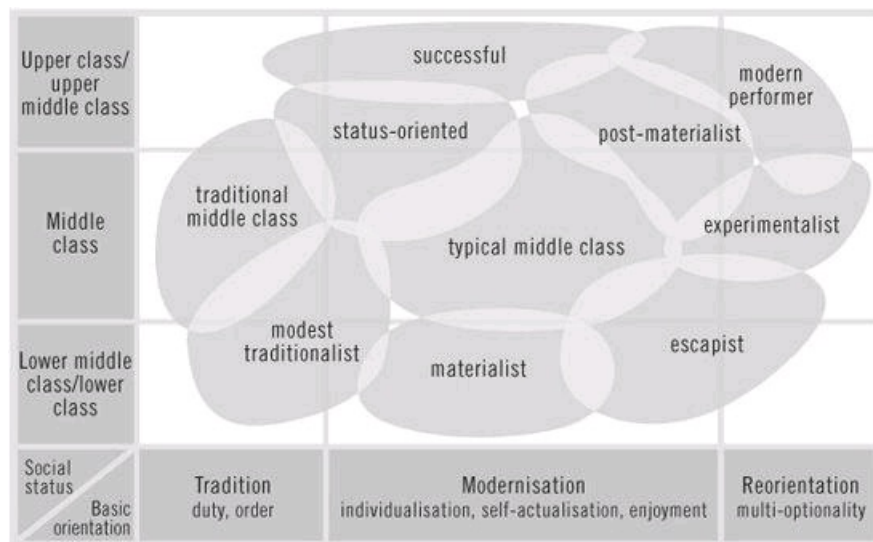 Upper class/
upper
middle class
successful
modern
performer
status-oriented
post-materialist
Middle
class
traditional
middle class
typical middle class
experimentalist
Lower middle
class/lower
class
modest
traditionalist
materialist
escapist
Social
status
Basic
orientation
Tradition
duty, order
Modernisation
individualisation, self-actualisation, enjoyment
Reorientation
multi-optionality